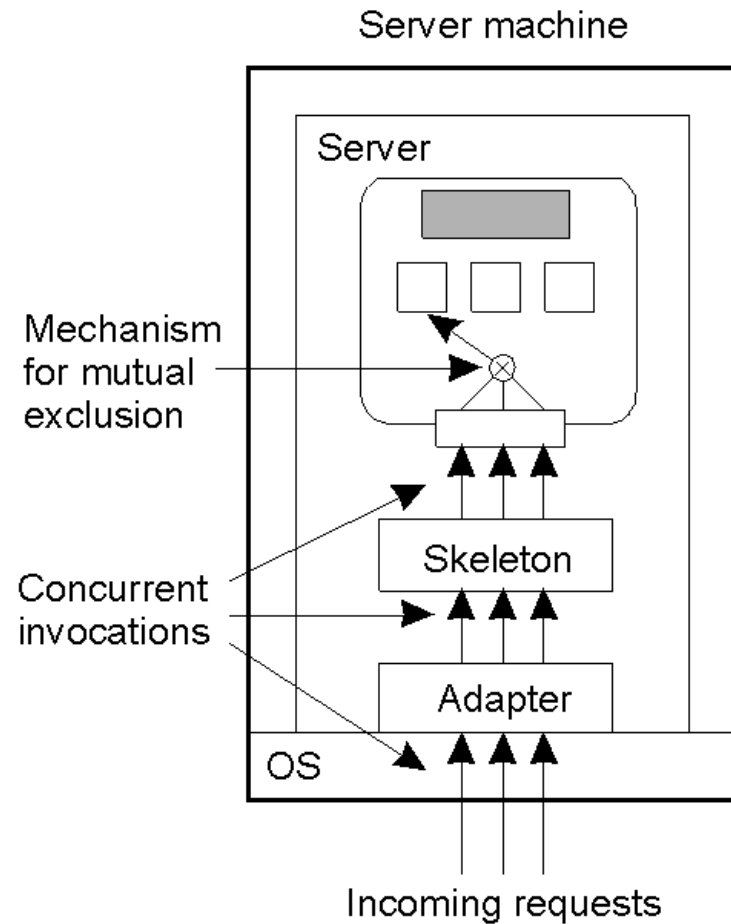 Server machine
Server
Mechanism
for mutual
exclusion
Skeleton
Concurrent
invocations
Adapter
OS
Incoming requests